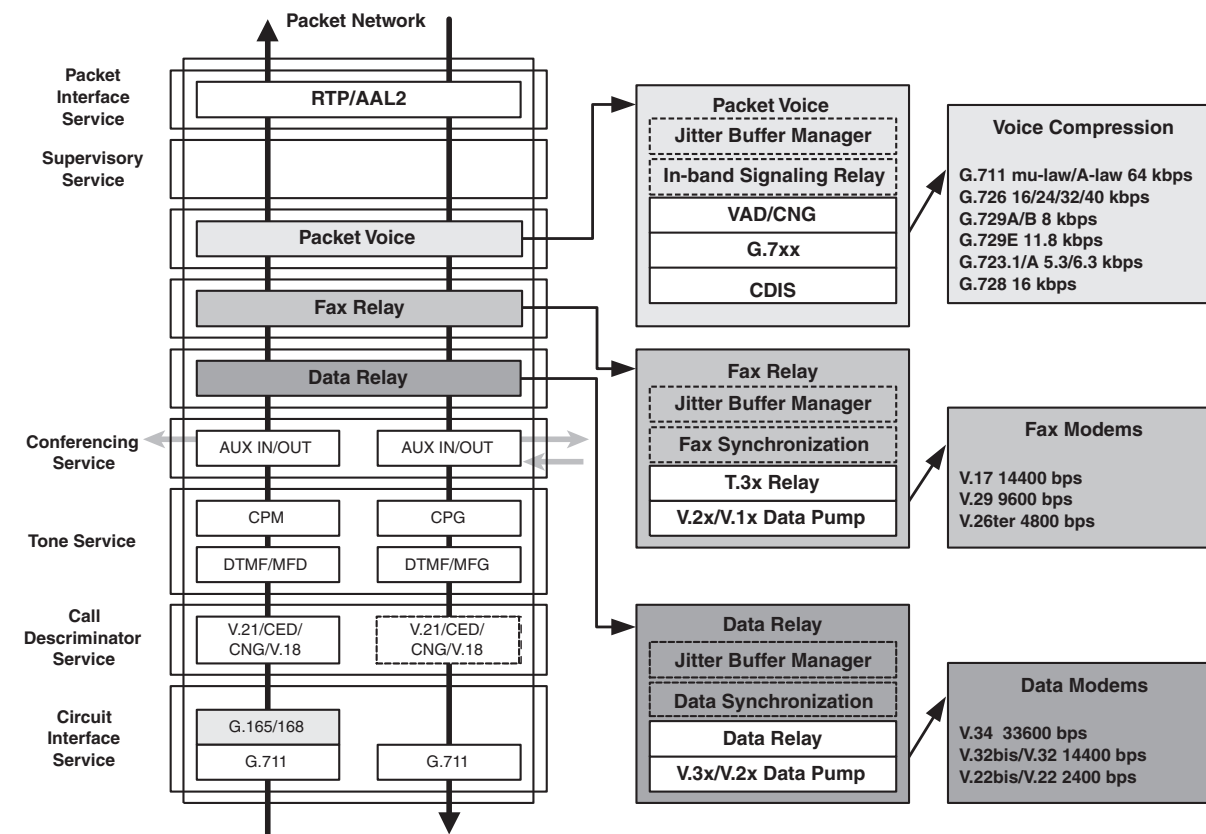 Packet Network
Packet
Interface
Service
RTP/AAL2
Supervisory
Service
Packet Voice
Fax Relay
Data Relay
Conferencing
Service
AUX IN/OUT
AUX IN/OUT
Tone Service
CPM
CPG
DTMF/MFD
DTMF/MFG
Call
Descriminator
Service
V.21/CED/
CNG/V.18
V.21/CED/
CNG/V.18
Circuit
Interface
Service
G.165/168
G.711
G.711
Packet Voice
Jitter Buffer Manager
In-band Signaling Relay
VAD/CNG
G.7xx
CDIS
Voice Compression
G.711 mu-law/A-law 64 kbps
G.726 16/24/32/40 kbps
G.729A/B 8 kbps
G.729E 11.8 kbps
G.723.1/A 5.3/6.3 kbps
G.728 16 kbps
Fax Relay
Jitter Buffer Manager
Fax Synchronization
T.3x Relay
V.2x/V.1x Data Pump
Fax Modems
V.17 14400 bps
V.29 9600 bps
V.26ter 4800 bps
Data Relay
Jitter Buffer Manager
Data Synchronization
Data Relay
V.3x/V.2x Data Pump
Data Modems
V.34 33600 bps
V.32bis/V.32 14400 bps
V.22bis/V.22 2400 bps